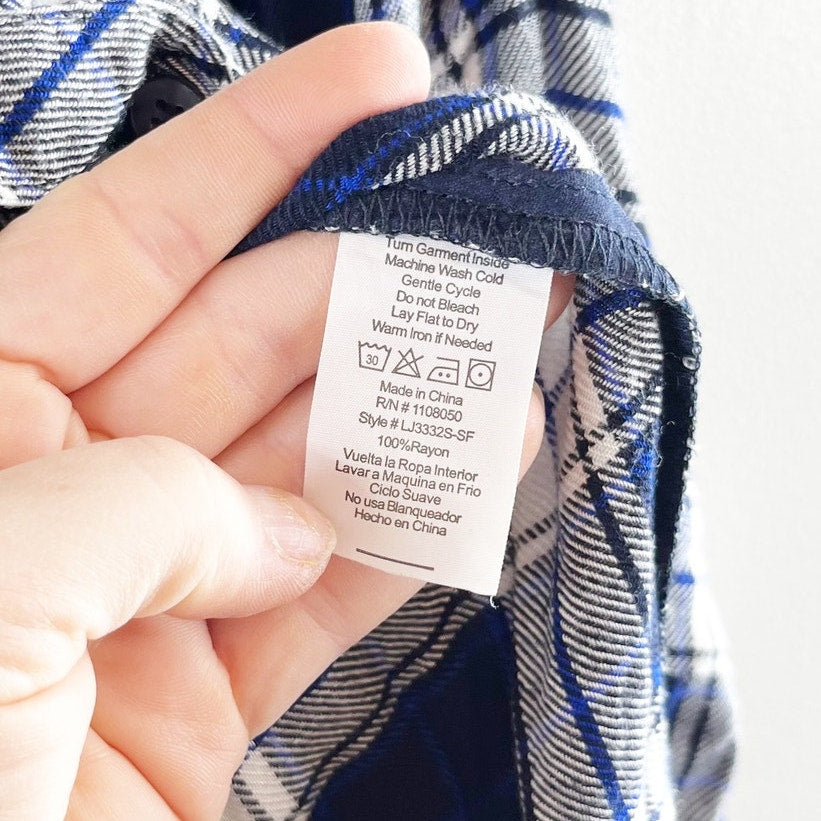 Turn Garment Inside
Machine Wash Cold
Gentle Cycle
Do not Bleach
Lay Flat to Dry
Warm Iron if Needed
30
Made in China
R/N # 1108050
Style # LJ3332S-SF
100%Rayon
Vuelta la Ropa Interior
Lavar a Maquina en Frio
Ciclo Suave
No usa Blanqueador
Hecho en China